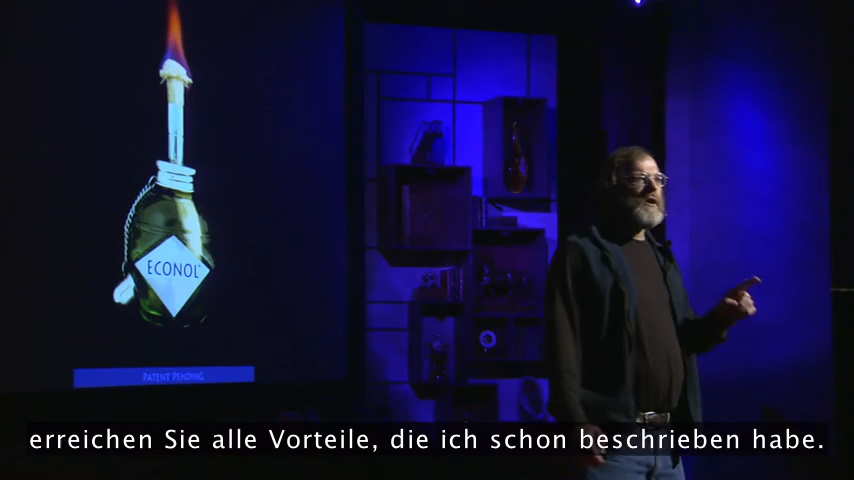 ECONOL
PATENT PENDING
erreichen Sie alle Vorteile, die ich schon beschrieben habe.